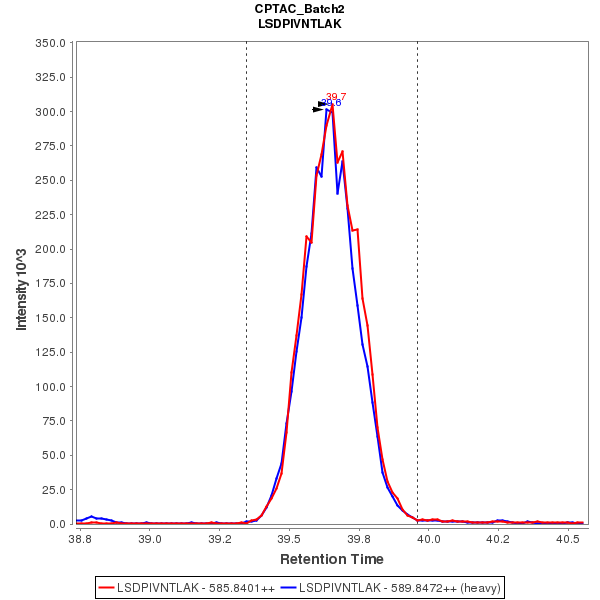 CPTAC_Batch2
LSDPIVNTLAK
350.0
325.0
300.0
275.0
250.0
225.0
200.0
175.0
150.0
125.0
100.0
75.0
50.0
25.0
0.0
Intensity 10^3
39.7
39.6
38.8 39.0 39.2 39.5 39.8 40.0 40.2 40.5
Retention Time
LSDPIVNTLAK - 585.8401++ LSDPIVNTLAK - 589.8472++ (heavy)